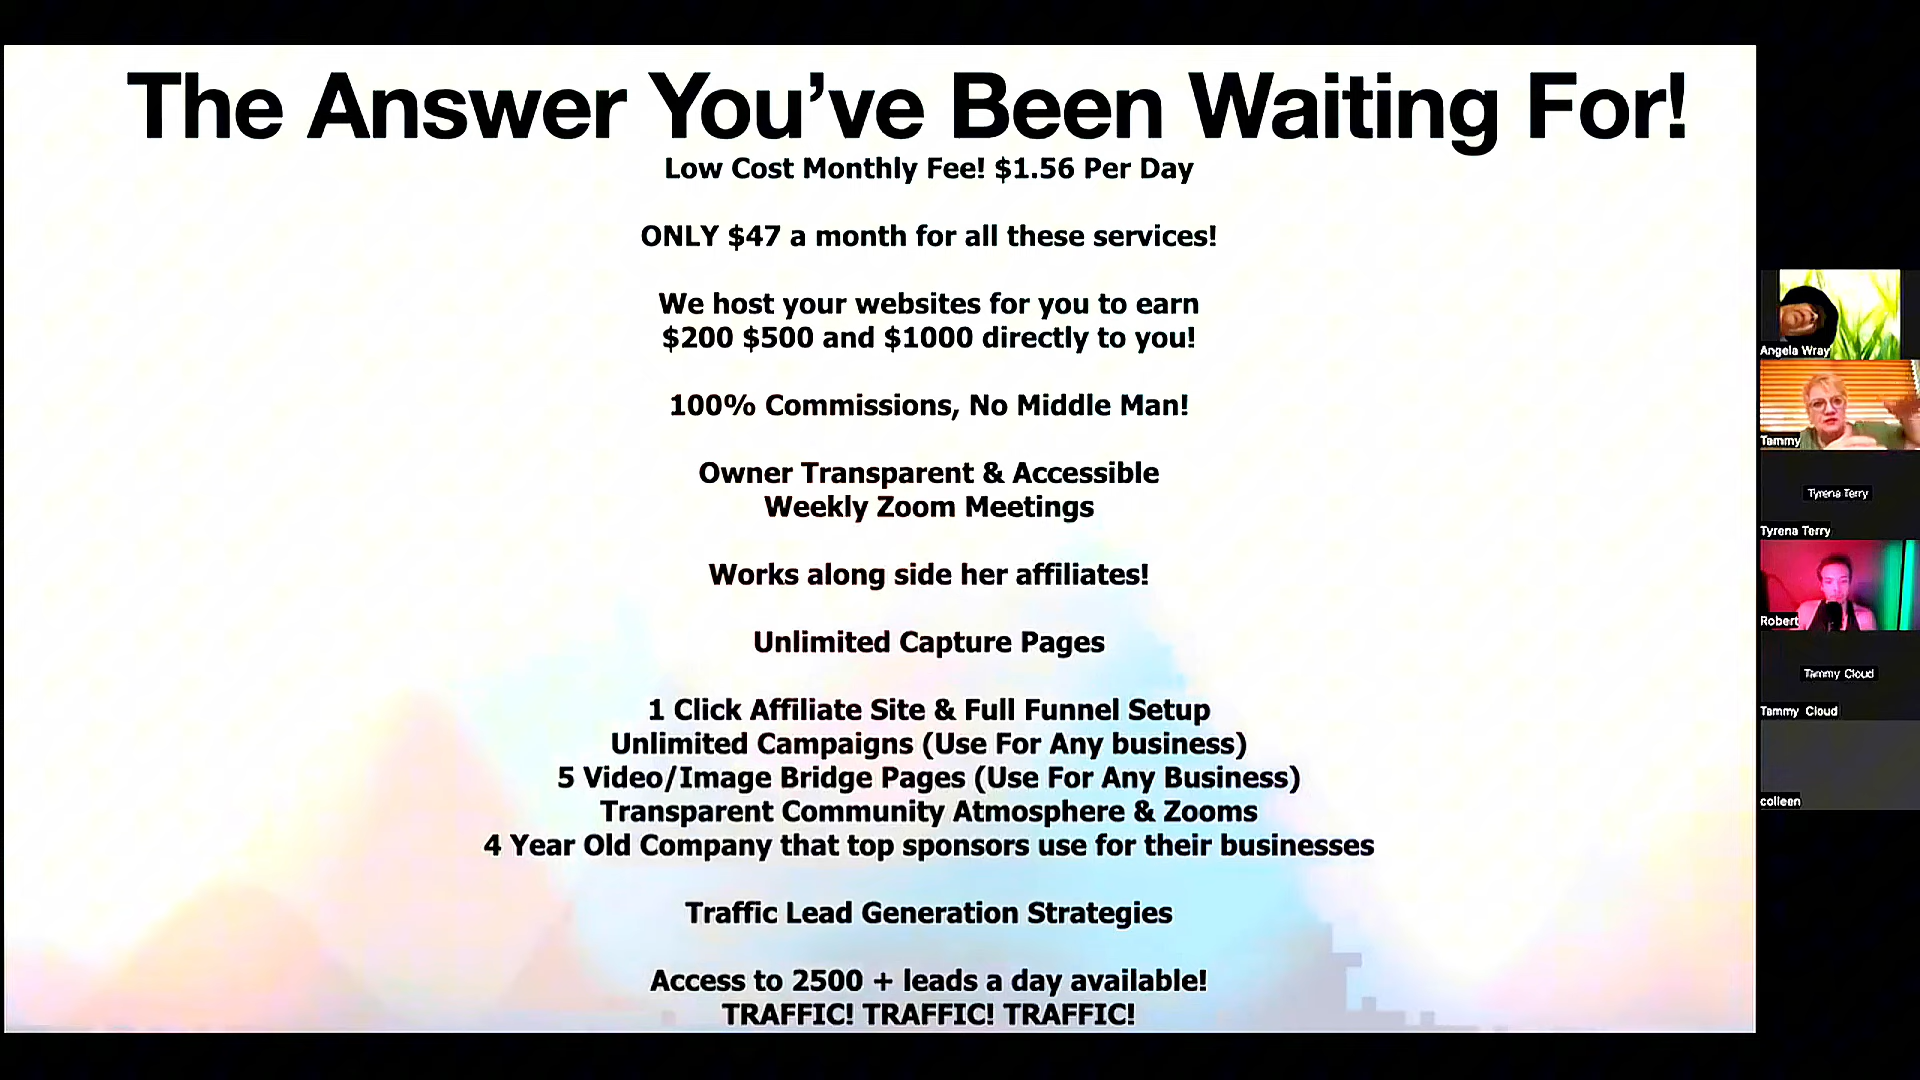 The Answer You've Been Waiting For!
Low Cost Monthly Fee! $1.56 Per Day
ONLY $47 a month for all these services!
We host your websites for you to earn
$200 $500 and $1000 directly to you!
100% Commissions, No Middle Man!
Owner Transparent & Accessible
Weekly Zoom Meetings
Works along side her affiliates!
Unlimited Capture Pages
1 Click Affiliate Site & Full Funnel Setup
Unlimited Campaigns (Use For Any business)
5 Video/Image Bridge Pages (Use For Any Business)
Transparent Community Atmosphere & Zooms
4 Year Old Company that top sponsors use for their businesses
Traffic Lead Generation Strategies
Access to 2500 + leads a day available!
TRAFFIC! TRAFFIC! TRAFFIC!
Angela Wray
Tammy
Tyrena Terry
Tyrena Terry
Robert
Tammy Cloud
Tammy Cloud
colleen